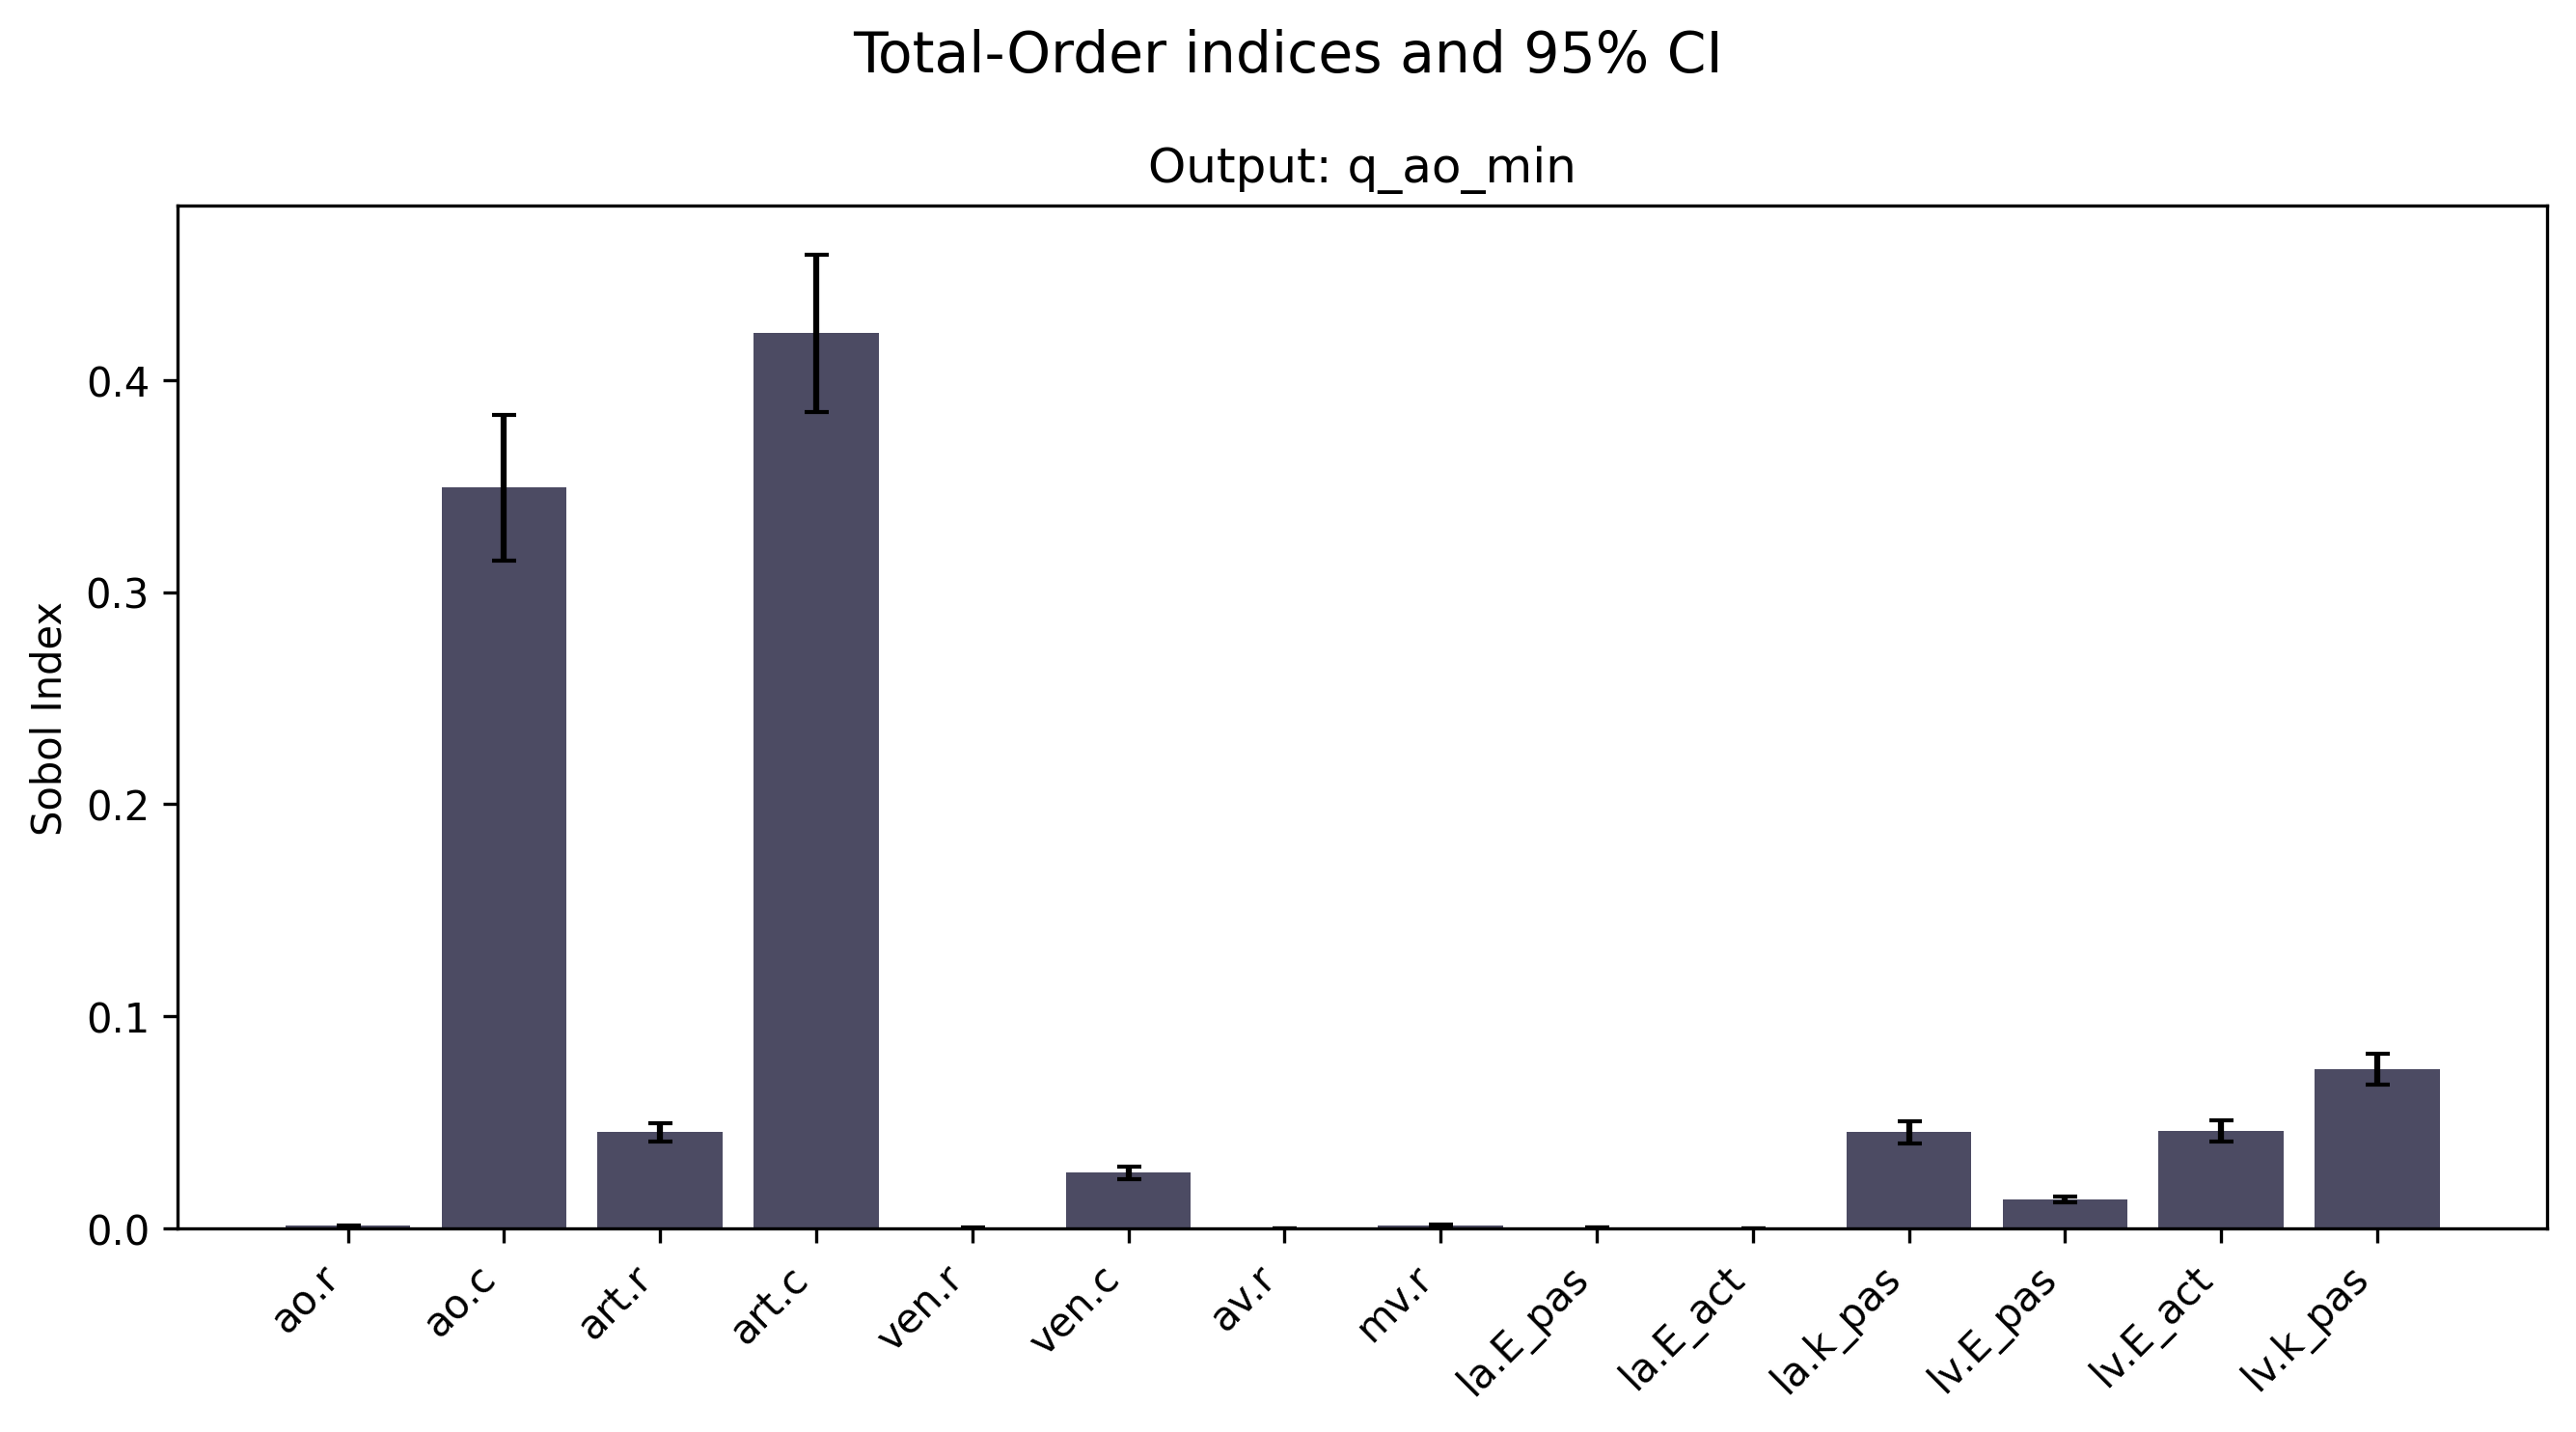 Total-Order indices and 95% CI
Output: q_ao_min
Sobol Index
0.4
0.3
0.2
0.1
0.0
ao.r
ao.c
art.r
art.c
ven.r
ven.c
av.r
mv.r
la.E_pas
la.E_act
la.k_pas
lv.E_pas
lv.E_act
lv.k_pas